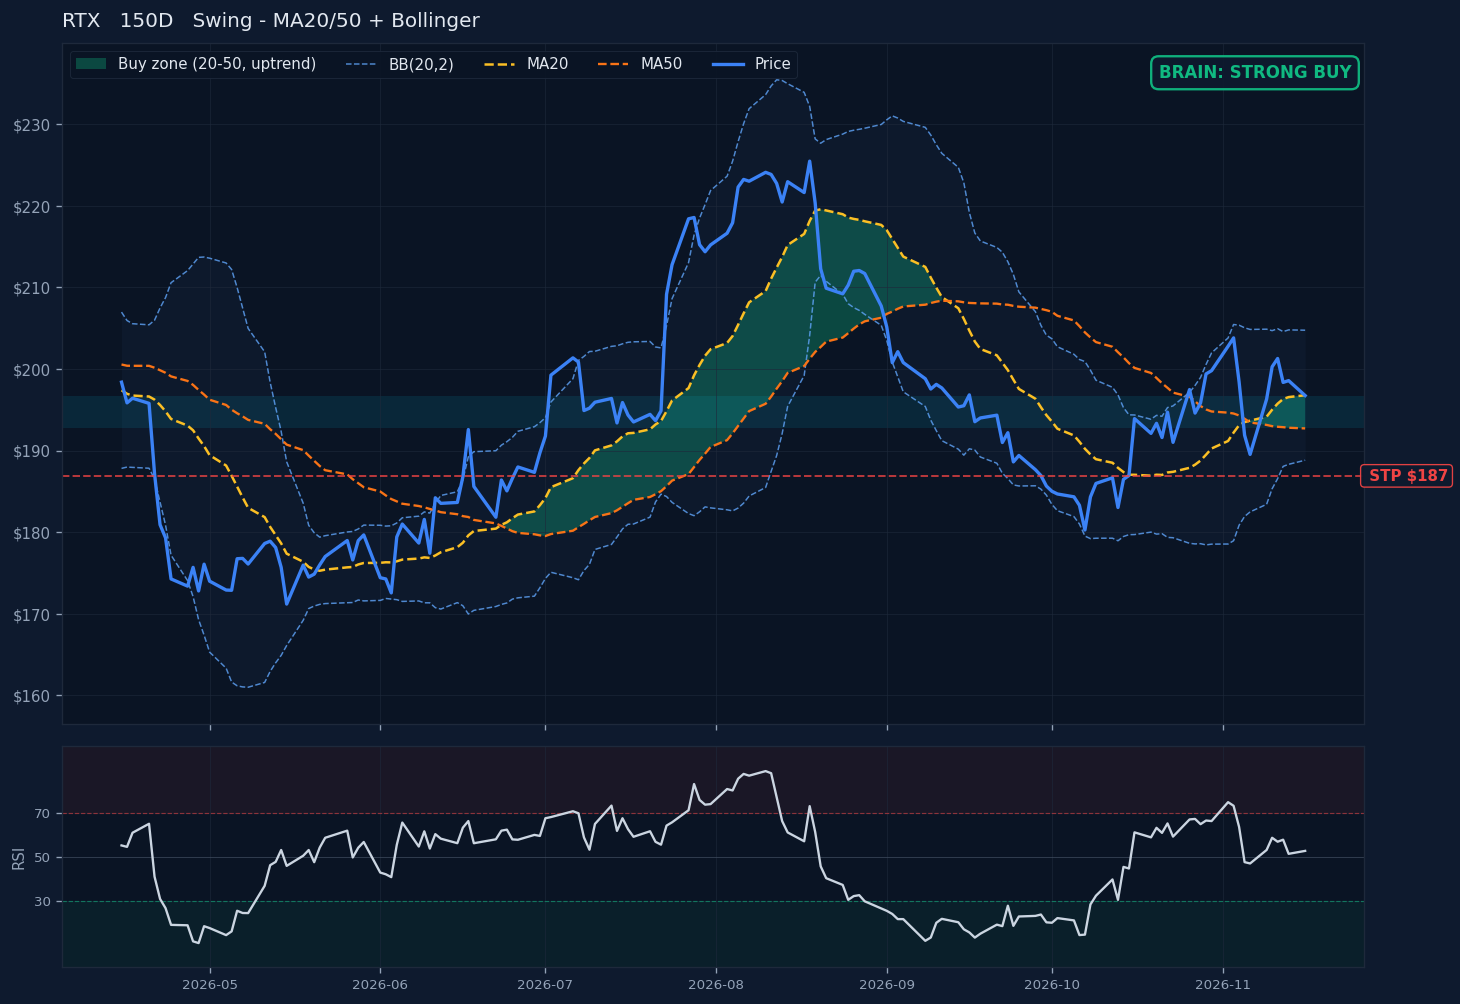 RTX 150D Swing - MA20/50 + Bollinger
Buy zone (20-50, uptrend) BB(20,2) MA20 MA50 Price
BRAIN: STRONG BUY
$230
$220
$210
$200
$190
$180
$170
$160
STP $187
RSI
70
50
30
2026-05 2026-06 2026-07 2026-08 2026-09 2026-10 2026-11